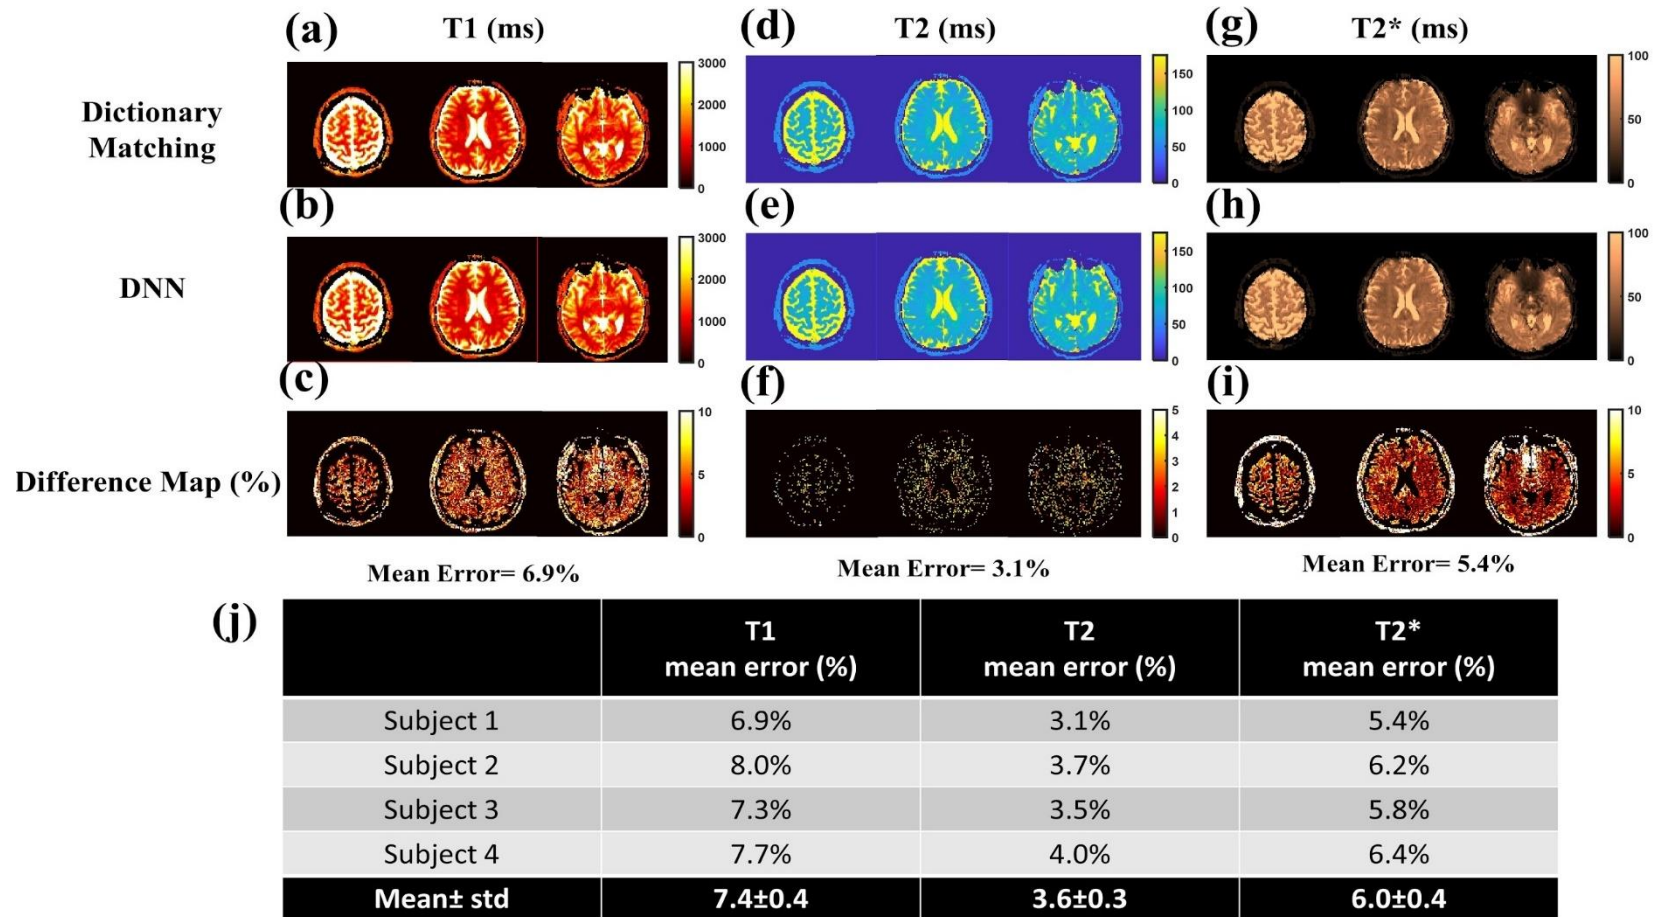 (a)
T1 (ms)
(d)
T2 (ms)
(g)
T2* (ms)
Dictionary
Matching
3000
2000
1000
0
150
100
50
0
100
50
0
(b)
(e)
(h)
DNN
3000
2000
1000
0
150
100
50
0
100
50
0
(c)
(f)
(i)
Difference Map (%)
10
5
0
5
4
3
2
1
0
10
5
0
Mean Error= 6.9%
Mean Error= 3.1%
Mean Error= 5.4%
(j)
T1
mean error (%)
T2
mean error (%)
T2*
mean error (%)
Subject 1 6.9% 3.1% 5.4%
Subject 2 8.0% 3.7% 6.2%
Subject 3 7.3% 3.5% 5.8%
Subject 4 7.7% 4.0% 6.4%
Mean± std 7.4±0.4 3.6±0.3 6.0±0.4